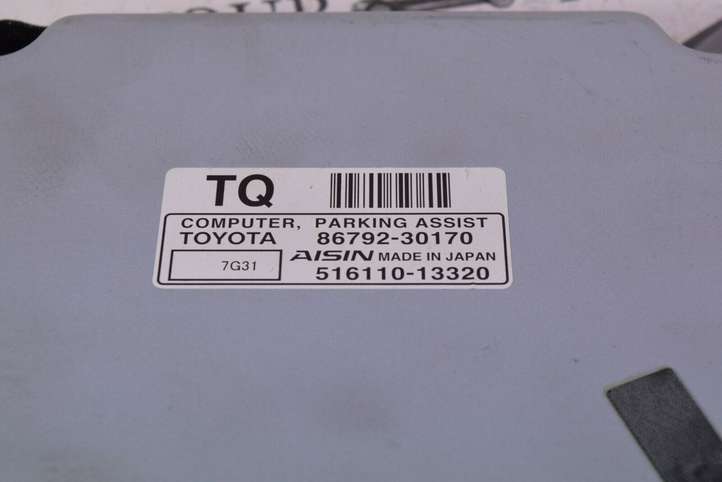 TQ
COMPUTER, PARKING ASSIST
TOYOTA 86792-30170
7G31 AISIN MADE IN JAPAN
516110-13320